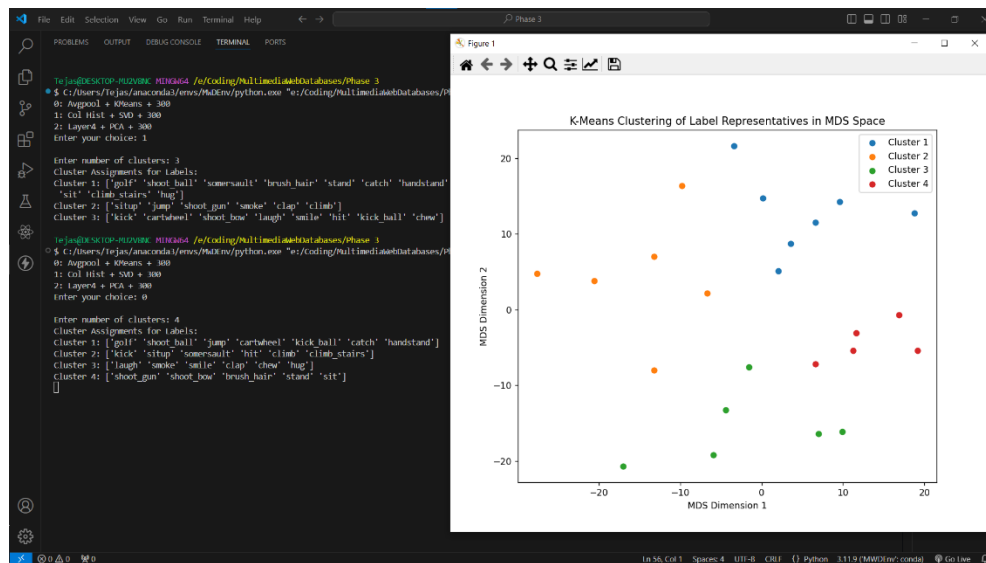 File Edit Selection View Go Run Terminal Help
Phase 3
PROBLEMS OUTPUT DEBUG CONSOLE TERMINAL PORTS
Tejas@DESKTOP-MU2V8NC MINGW64 /e/Coding/MultimediaWebDatabases/Phase 3
$ C:/Users/Tejas/anaconda3/envs/MWDEnv/python.exe "e:/Coding/MultimediaWebDatabases/P
0: Avgpool + KMeans + 300
1: Col Hist + SVD + 300
2: Layer4 + PCA + 300
Enter your choice: 1
Enter number of clusters: 3
Cluster Assignments for Labels:
Cluster 1: ['golf' 'shoot_ball' 'somersault' 'brush_hair' 'stand' 'catch' 'handstand'
'sit' 'climb_stairs' 'hug']
Cluster 2: ['situp' 'jump' 'shoot_gun' 'smoke' 'clap' 'climb']
Cluster 3: ['kick' 'cartwheel' 'shoot_bow' 'laugh' 'smile' 'hit' 'kick_ball' 'chew']
Tejas@DESKTOP-MU2V8NC MINGW64 /e/Coding/MultimediaWebDatabases/Phase 3
$ C:/Users/Tejas/anaconda3/envs/MWDEnv/python.exe "e:/Coding/MultimediaWebDatabases/P
0: Avgpool + KMeans + 300
1: Col Hist + SVD + 300
2: Layer4 + PCA + 300
Enter your choice: 0
Enter number of clusters: 4
Cluster Assignments for Labels:
Cluster 1: ['golf' 'shoot_ball' 'jump' 'cartwheel' 'kick_ball' 'catch' 'handstand']
Cluster 2: ['kick' 'situp' 'somersault' 'hit' 'climb' 'climb_stairs']
Cluster 3: ['laugh' 'smoke' 'smile' 'clap' 'chew' 'hug']
Cluster 4: ['shoot_gun' 'shoot_bow' 'brush_hair' 'stand' 'sit']
Figure 1
K-Means Clustering of Label Representatives in MDS Space
Cluster 1
Cluster 2
Cluster 3
Cluster 4
MDS Dimension 2
20
10
0
−10
−20
−20 −10 0 10 20
MDS Dimension 1
0 0 0 Ln 56, Col 1 Spaces: 4 UTF-8 CRLF {} Python 3.11.9 ('MWDEnv': conda) Go Live